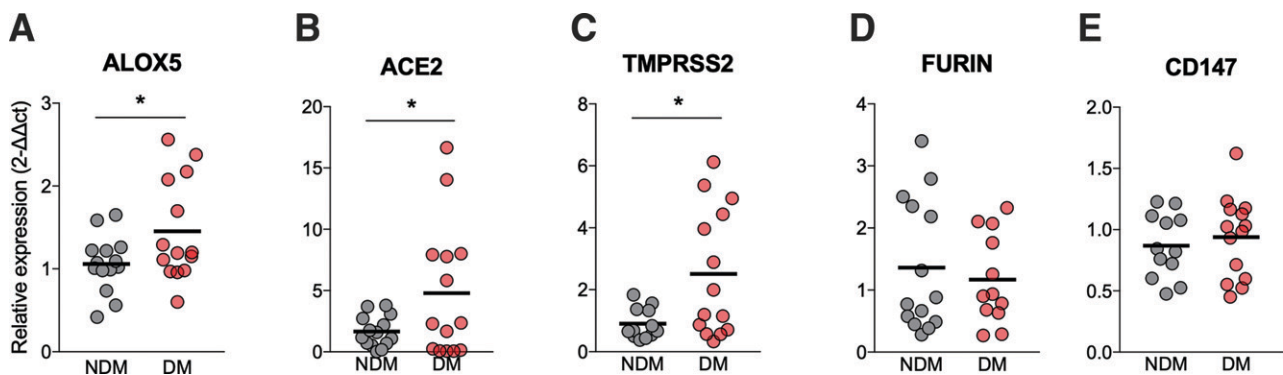 A B C D E
ALOX5 ACE2 TMPRSS2 FURIN CD147
* * *
Relative expression (2-ΔΔct)
3 2 1 0
20 15 10 5 0
8 6 4 2 0
4 3 2 1 0
2.0 1.5 1.0 0.5 0.0
NDM DM NDM DM NDM DM NDM DM NDM DM